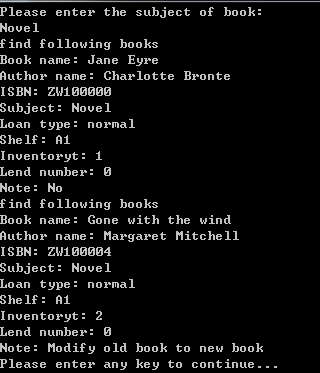 Please enter the subject of book:
Novel
find following books
Book name: Jane Eyre
Author name: Charlotte Bronte
ISBN: ZW100000
Subject: Novel
Loan type: normal
Shelf: A1
Inventoryt: 1
Lend number: 0
Note: No
find following books
Book name: Gone with the wind
Author name: Margaret Mitchell
ISBN: ZW100004
Subject: Novel
Loan type: normal
Shelf: A1
Inventoryt: 2
Lend number: 0
Note: Modify old book to new book
Please enter any key to continue...